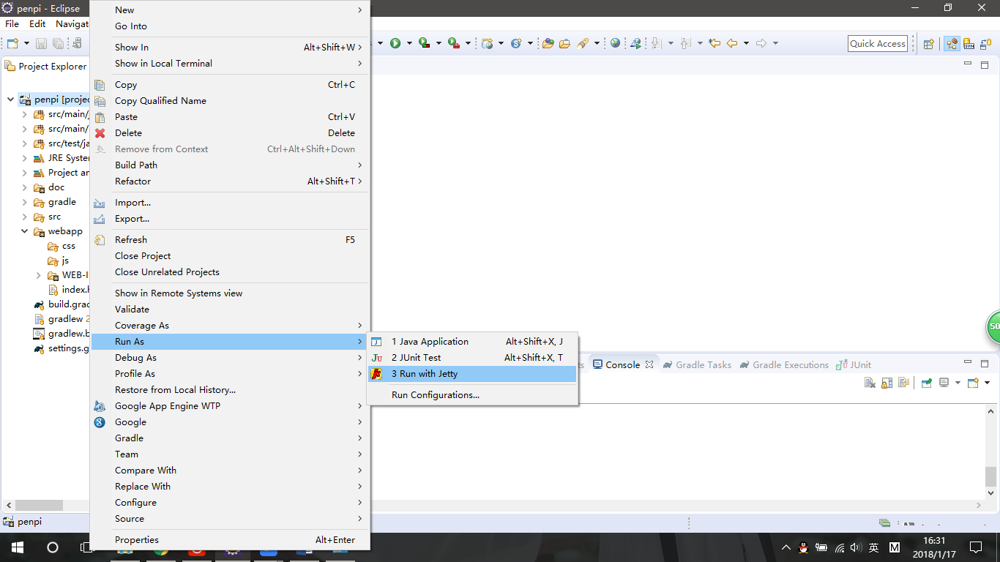 penpi - Eclipse
File Edit Navigat
Quick Access
Project Explorer
penpi [projec
src/main/j
src/main/
src/test/ja
JRE Syster
Project an
doc
gradle
src
webapp
css
js
WEB-I
index.h
build.grad
gradlew 2
gradlew.b
settings.g
New
Go Into
Show In Alt+Shift+W
Show in Local Terminal
Copy Ctrl+C
Copy Qualified Name
Paste Ctrl+V
Delete Delete
Remove from Context Ctrl+Alt+Shift+Down
Build Path
Refactor Alt+Shift+T
Import...
Export...
Refresh F5
Close Project
Close Unrelated Projects
Show in Remote Systems view
Validate
Coverage As
Run As
Debug As
Profile As
Restore from Local History...
Google App Engine WTP
Google
Gradle
Team
Compare With
Replace With
Configure
Source
Properties Alt+Enter
1 Java Application Alt+Shift+X, J
2 JUnit Test Alt+Shift+X, T
3 Run with Jetty
Run Configurations...
ts Console Gradle Tasks Gradle Executions JUnit
50
penpi
英 M
16:31
2018/1/17